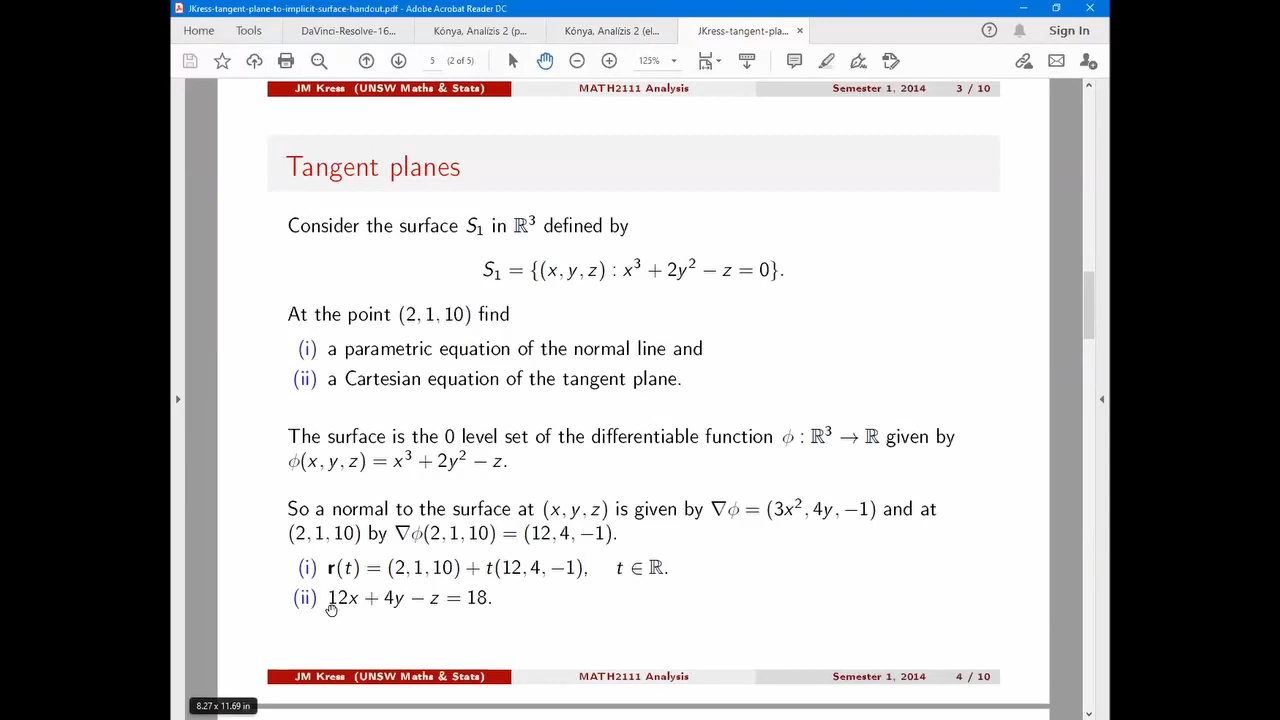 JKress-tangent-plane-to-implicit-surface-handout.pdf - Adobe Acrobat Reader DC
Home Tools DaVinci-Resolve-16... Kónya, Analízis 2 (p... Kónya, Analízis 2 (el... JKress-tangent-pla... × Sign In
5 (2 of 5) 125%
JM Kress (UNSW Maths & Stats) MATH2111 Analysis Semester 1, 2014 3 / 10
Tangent planes
Consider the surface S₁ in ℝ³ defined by
S₁ = {(x, y, z) : x³ + 2y² − z = 0}.
At the point (2, 1, 10) find
(i) a parametric equation of the normal line and
(ii) a Cartesian equation of the tangent plane.
The surface is the 0 level set of the differentiable function ϕ : ℝ³ → ℝ given by
ϕ(x, y, z) = x³ + 2y² − z.
So a normal to the surface at (x, y, z) is given by ∇ϕ = (3x², 4y, −1) and at
(2, 1, 10) by ∇ϕ(2, 1, 10) = (12, 4, −1).
(i) r(t) = (2, 1, 10) + t(12, 4, −1), t ∈ ℝ.
(ii) 12x + 4y − z = 18.
JM Kress (UNSW Maths & Stats) MATH2111 Analysis Semester 1, 2014 4 / 10
8.27 x 11.69 in